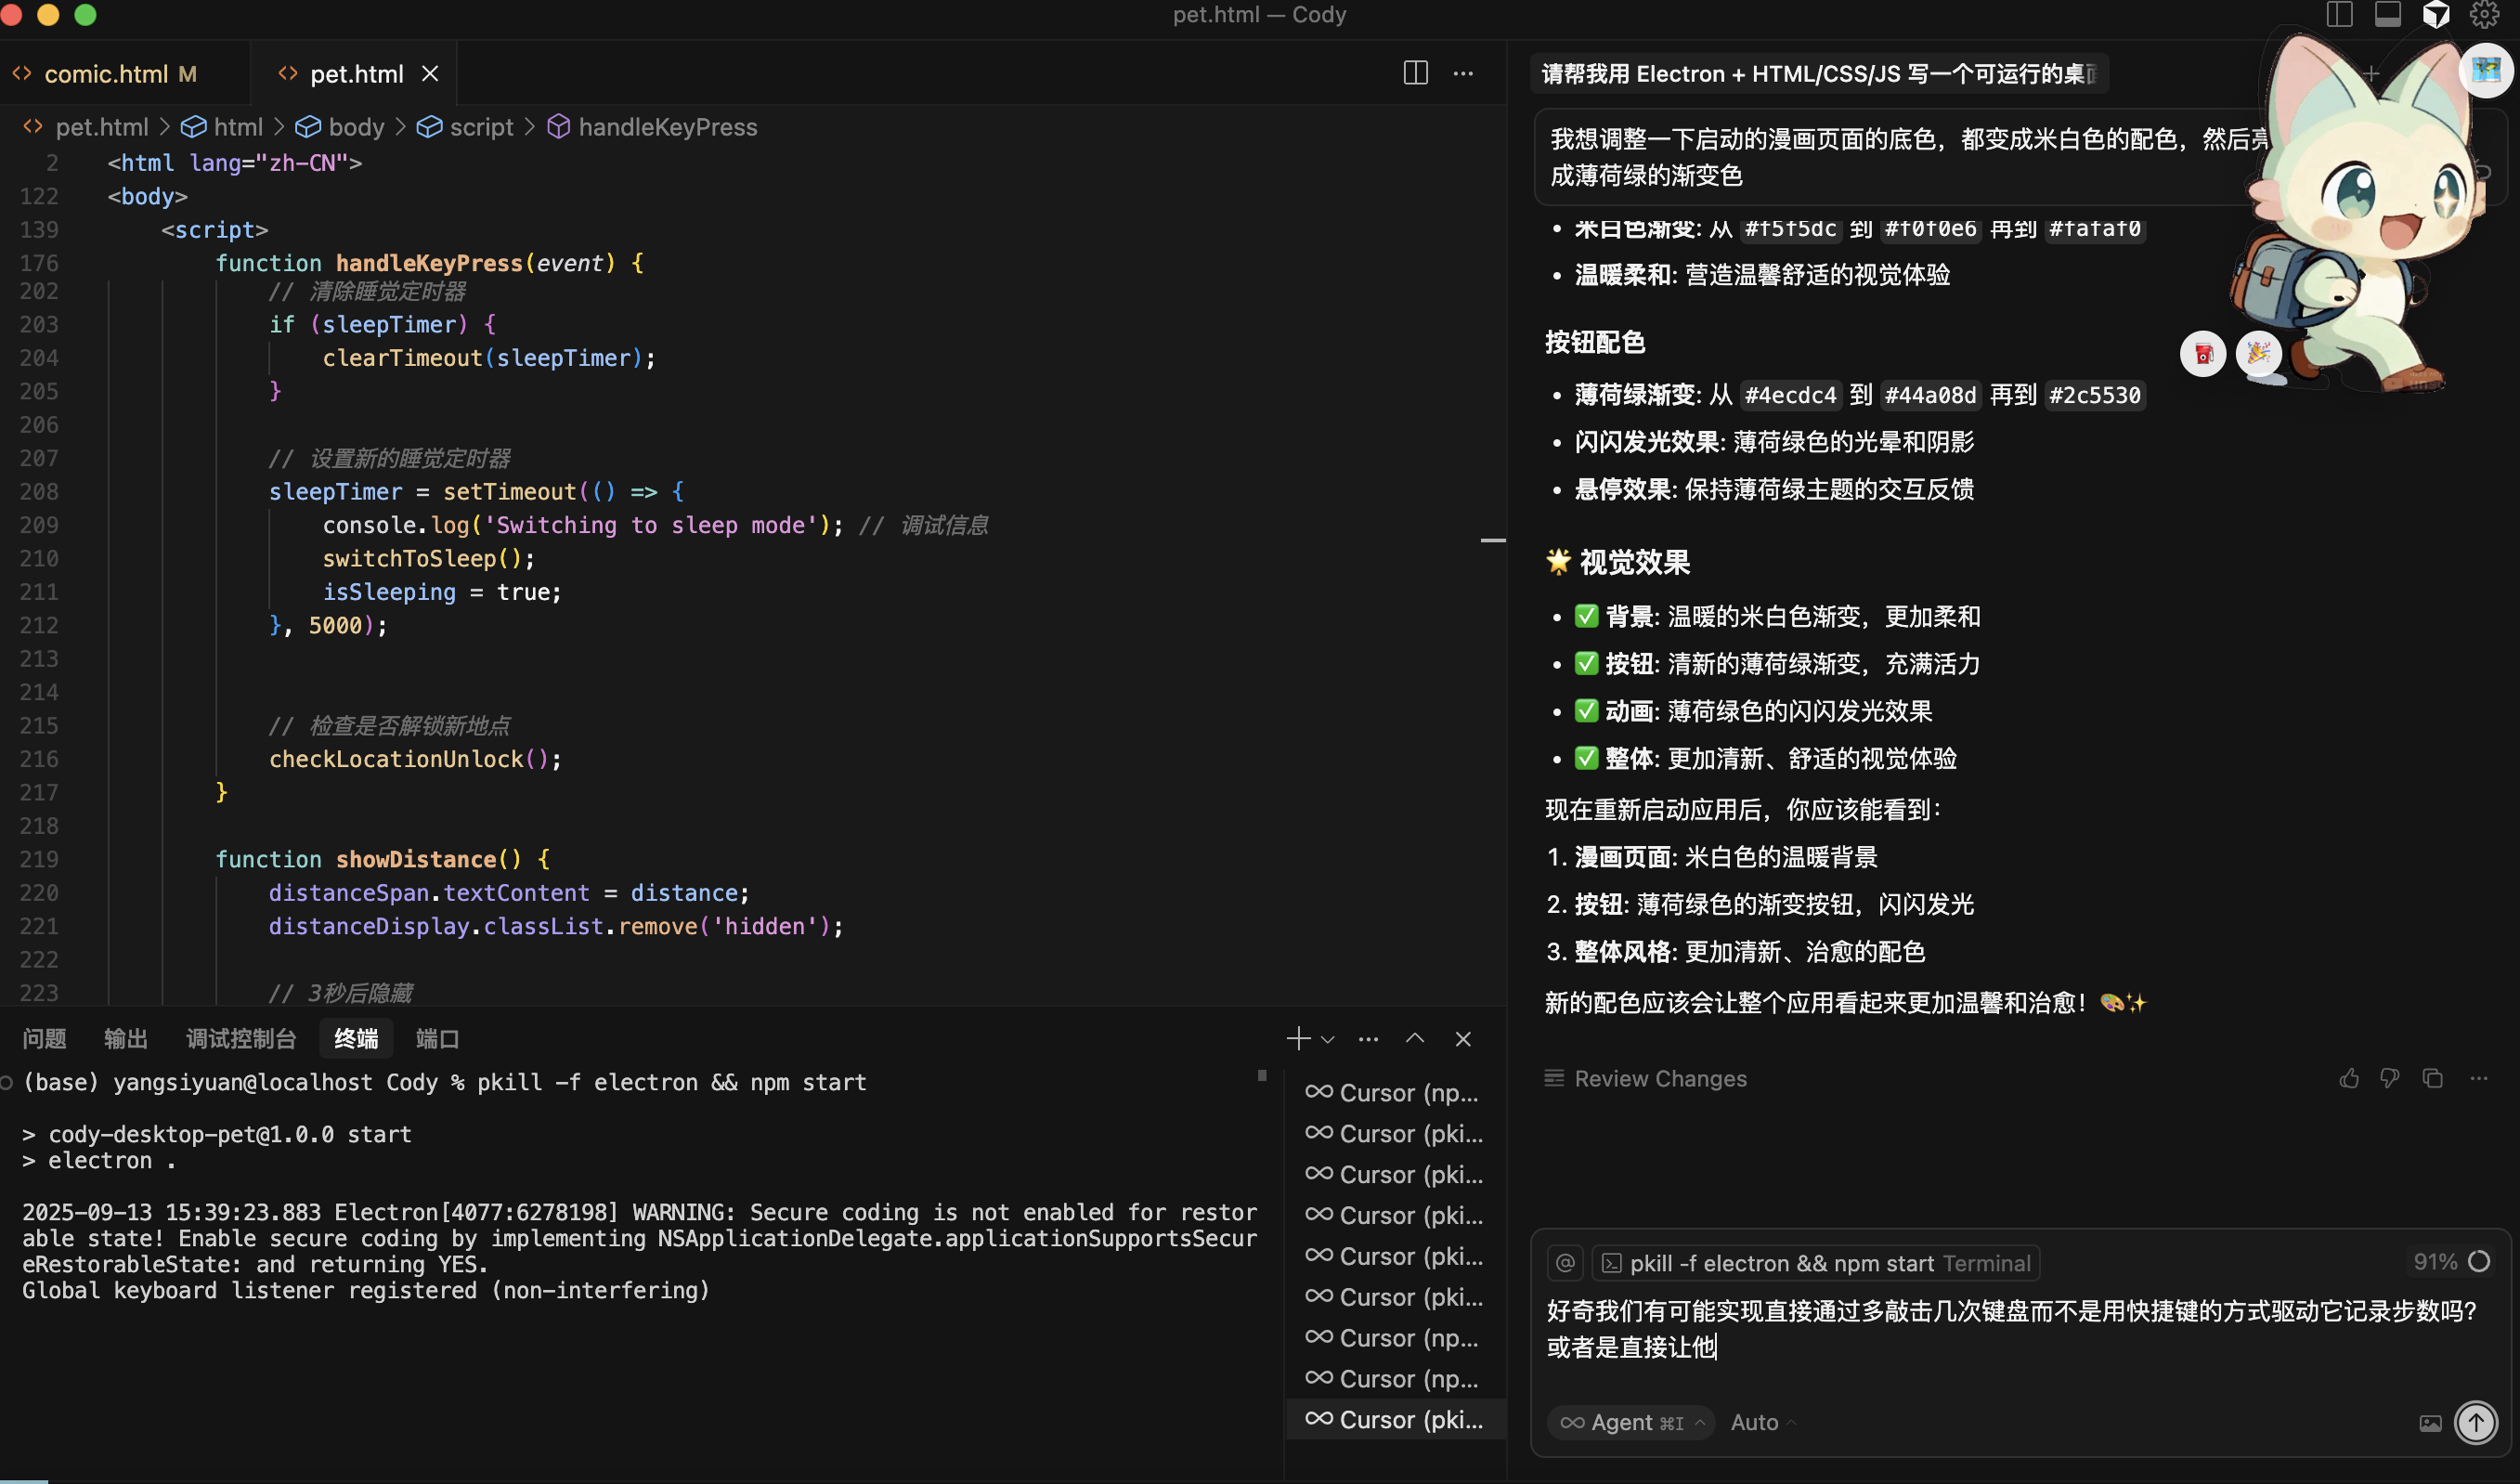 pet.html — Cody
comic.html M
pet.html
pet.html > html > body > script > handleKeyPress
2 <html lang="zh-CN">
122 <body>
139 <script>
176 function handleKeyPress(event) {
202 // 清除睡觉定时器
203 if (sleepTimer) {
204 clearTimeout(sleepTimer);
205 }
206
207 // 设置新的睡觉定时器
208 sleepTimer = setTimeout(() => {
209 console.log('Switching to sleep mode'); // 调试信息
210 switchToSleep();
211 isSleeping = true;
212 }, 5000);
213
214
215 // 检查是否解锁新地点
216 checkLocationUnlock();
217 }
218
219 function showDistance() {
220 distanceSpan.textContent = distance;
221 distanceDisplay.classList.remove('hidden');
222
223 // 3秒后隐藏
问题 输出 调试控制台 终端 端口
(base) yangsiyuan@localhost Cody % pkill -f electron && npm start
> cody-desktop-pet@1.0.0 start
> electron .
2025-09-13 15:39:23.883 Electron[4077:6278198] WARNING: Secure coding is not enabled for restor
able state! Enable secure coding by implementing NSApplicationDelegate.applicationSupportsSecur
eRestorableState: and returning YES.
Global keyboard listener registered (non-interfering)
Cursor (np...
Cursor (pki...
Cursor (pki...
Cursor (pki...
Cursor (pki...
Cursor (pki...
Cursor (np...
Cursor (np...
Cursor (pki...
请帮我用 Electron + HTML/CSS/JS 写一个可运行的桌
我想调整一下启动的漫画页面的底色，都变成米白色的配色，然后
成薄荷绿的渐变色
• 米白色渐变: 从 #f5f5dc 到 #f0f0e6 再到 #fafaf0
• 温暖柔和: 营造温馨舒适的视觉体验
按钮配色
• 薄荷绿渐变: 从 #4ecdc4 到 #44a08d 再到 #2c5530
• 闪闪发光效果: 薄荷绿色的光晕和阴影
• 悬停效果: 保持薄荷绿主题的交互反馈
🌟 视觉效果
• ✅ 背景: 温暖的米白色渐变，更加柔和
• ✅ 按钮: 清新的薄荷绿渐变，充满活力
• ✅ 动画: 薄荷绿色的闪闪发光效果
• ✅ 整体: 更加清新、舒适的视觉体验
现在重新启动应用后，你应该能看到：
1. 漫画页面: 米白色的温暖背景
2. 按钮: 薄荷绿色的渐变按钮，闪闪发光
3. 整体风格: 更加清新、治愈的配色
新的配色应该会让整个应用看起来更加温馨和治愈！🎨✨
Review Changes
@ pkill -f electron && npm start Terminal 91%
好奇我们有可能实现直接通过多敲击几次键盘而不是用快捷键的方式驱动它记录步数吗？
或者是直接让他
Agent ⌘I Auto